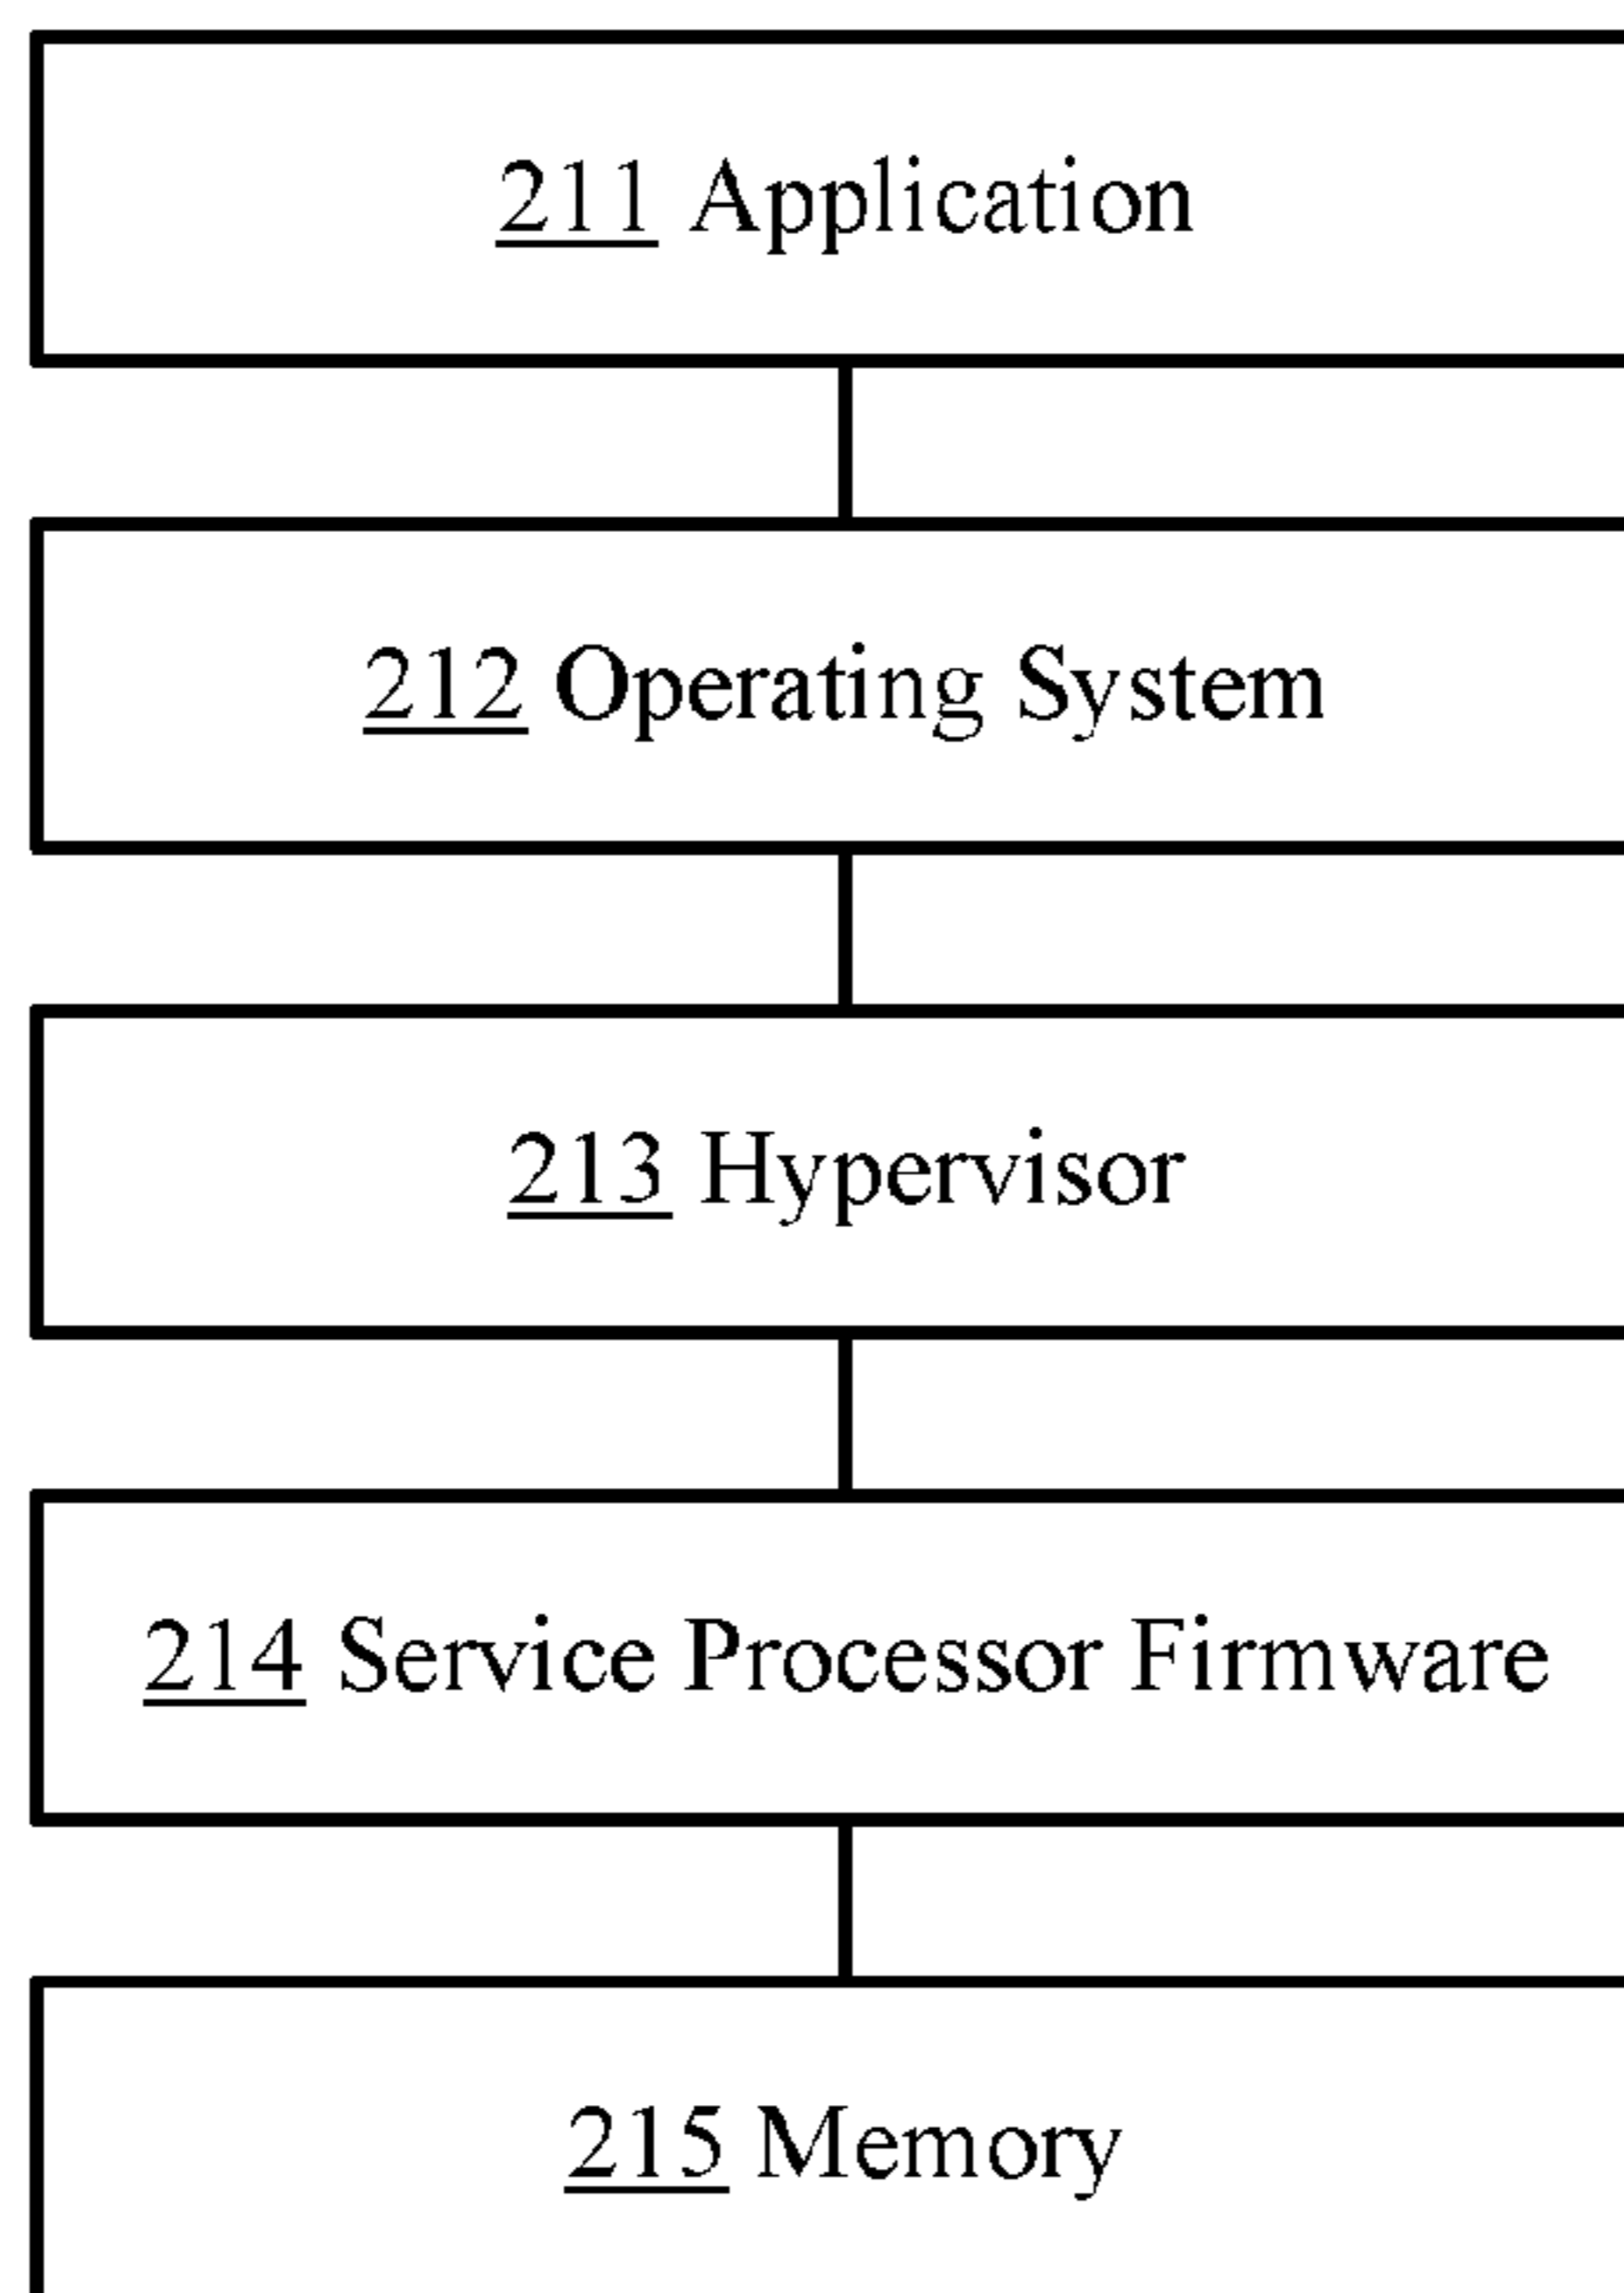 211 Application
212 Operating System
213 Hypervisor
214 Service Processor Firmware
215 Memory